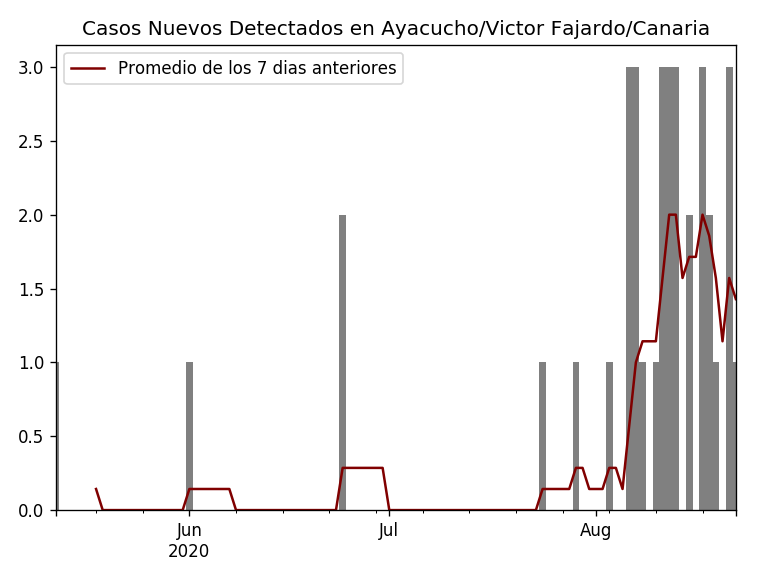 Casos Nuevos Detectados en Ayacucho/Victor Fajardo/Canaria
Promedio de los 7 dias anteriores
3.0
2.5
2.0
1.5
1.0
0.5
0.0
Jun
2020
Jul
Aug